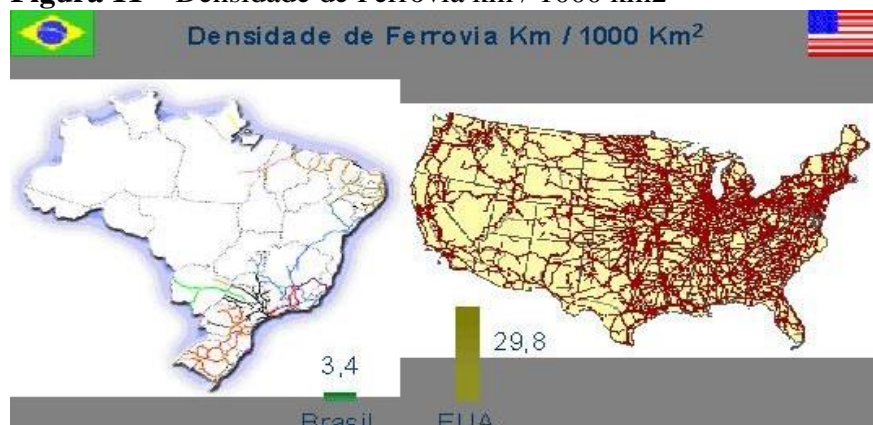 Figura 11 – Densidade de Ferrovia km / 1000 km2
Densidade de Ferrovia Km / 1000 Km²
29,8
3,4
Brasil EUA